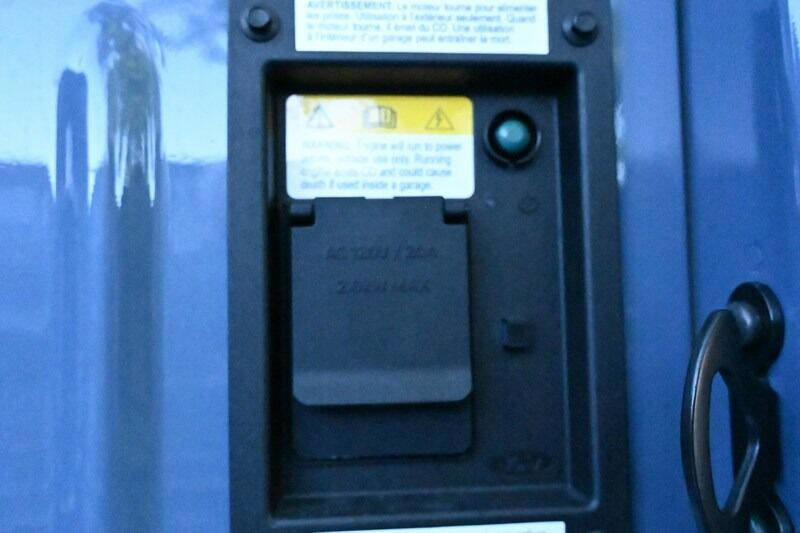 AVERTISSEMENT: Le moteur tourne pour alimenter
les prises. Utilisation à l'extérieur seulement. Quand
le moteur tourne, il émet du CO. Une utilisation
à l'intérieur d'un garage peut entraîner la mort.
WARNING: Engine will run to power
outlets. Outside use only. Running
engine emits CO and could cause
death if used inside a garage.
AC 120V / 20A
MAX